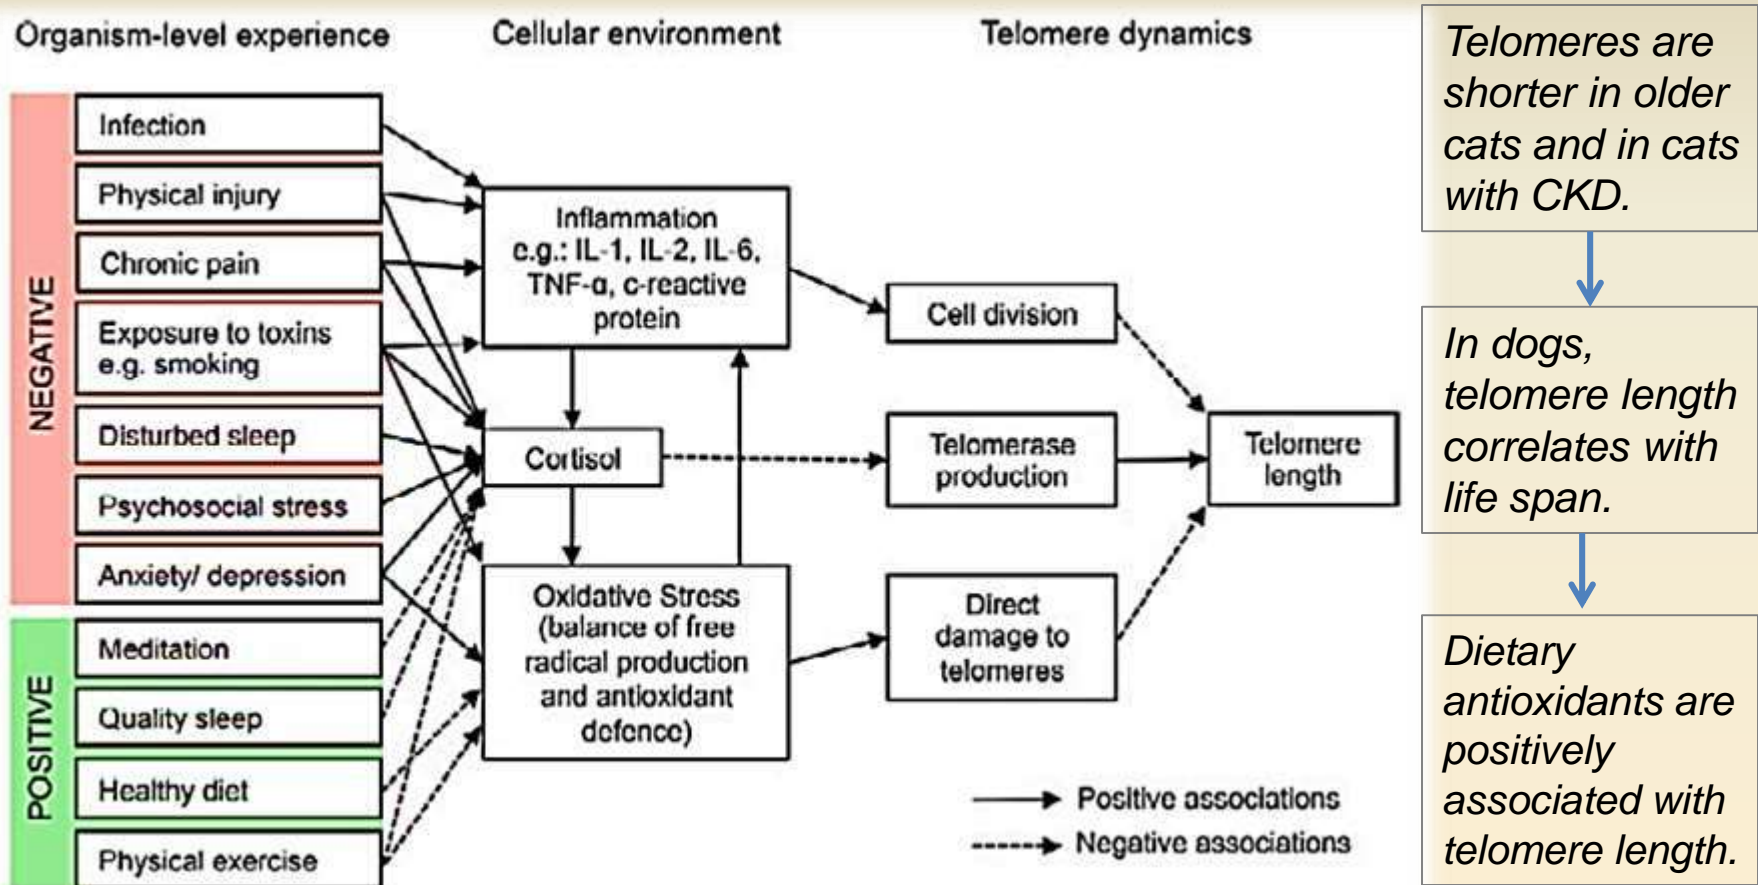 Organism-level experience
Cellular environment
Telomere dynamics
NEGATIVE
Infection
Physical injury
Chronic pain
Exposure to toxins
e.g. smoking
Disturbed sleep
Psychosocial stress
Anxiety/ depression
POSITIVE
Meditation
Quality sleep
Healthy diet
Physical exercise
Inflammation
e.g.: IL-1, IL-2, IL-6,
TNF-α, c-reactive
protein
Cortisol
Oxidative Stress
(balance of free
radical production
and antioxidant
defence)
Cell division
Telomerase
production
Direct
damage to
telomeres
Telomere
length
Positive associations
Negative associations
Telomeres are
shorter in older
cats and in cats
with CKD.
In dogs,
telomere length
correlates with
life span.
Dietary
antioxidants are
positively
associated with
telomere length.